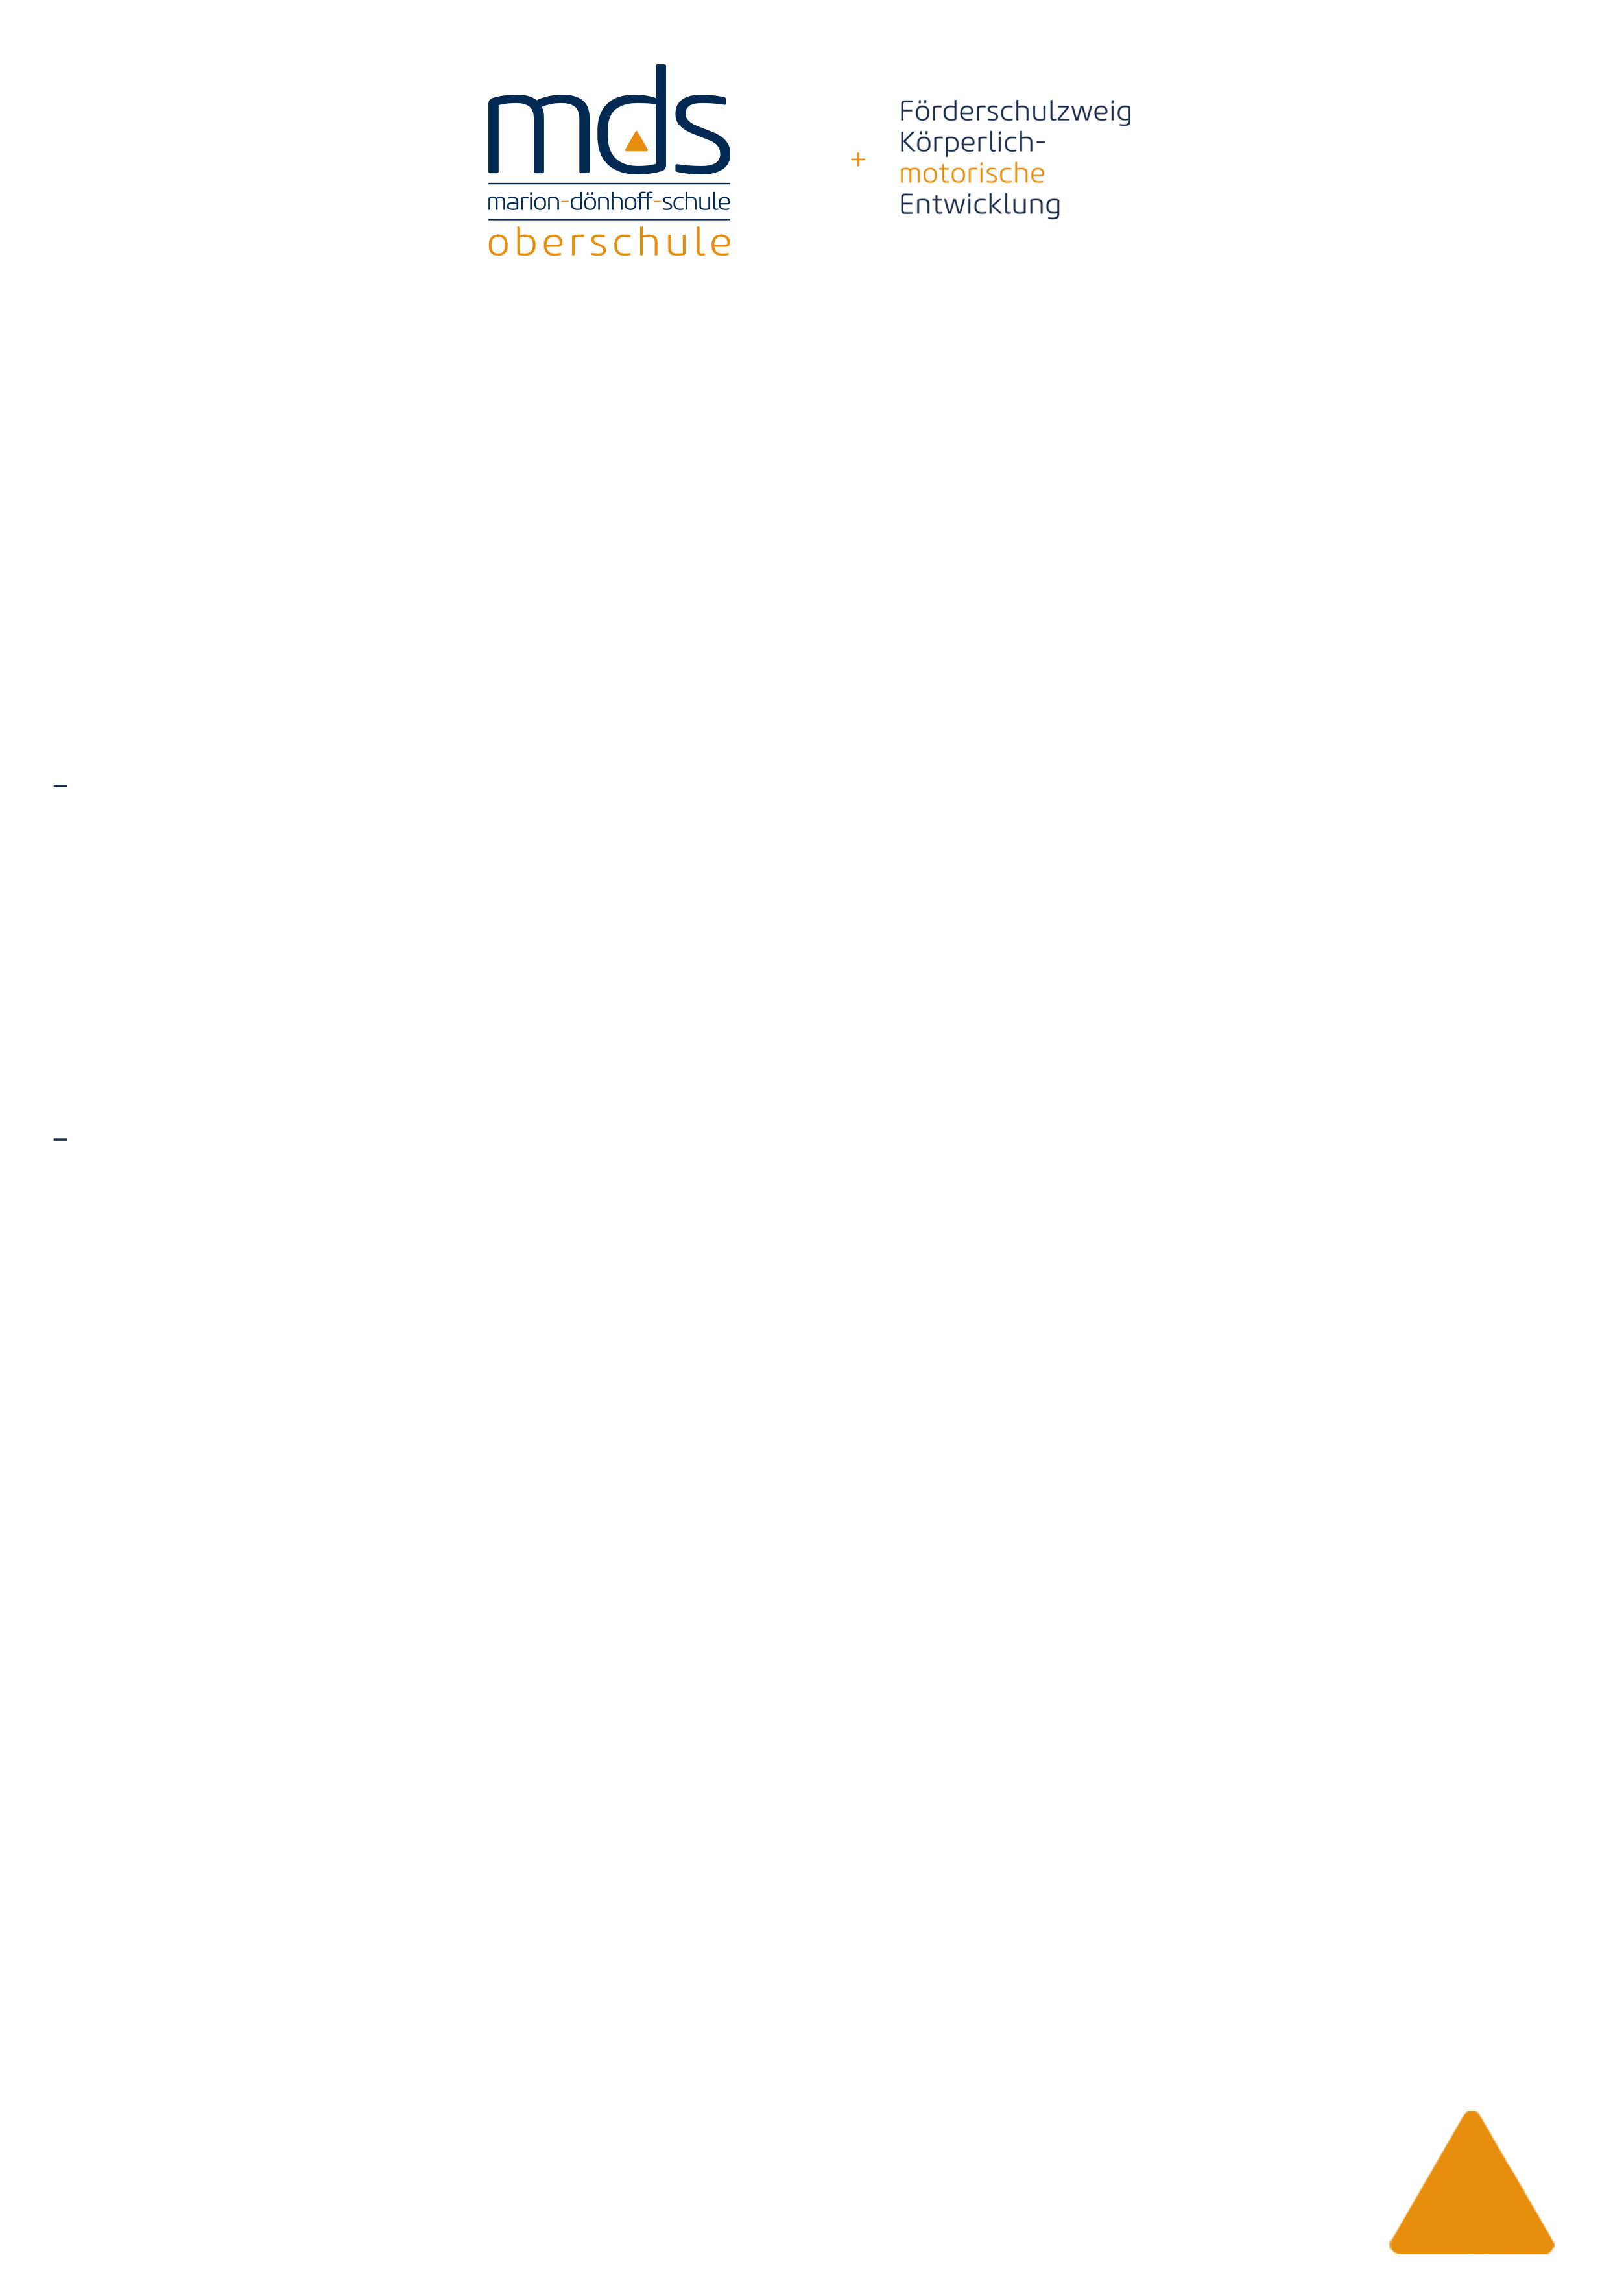 mds
marion-dönhoff-schule
oberschule
+
Förderschulzweig
Körperlich-
motorische
Entwicklung